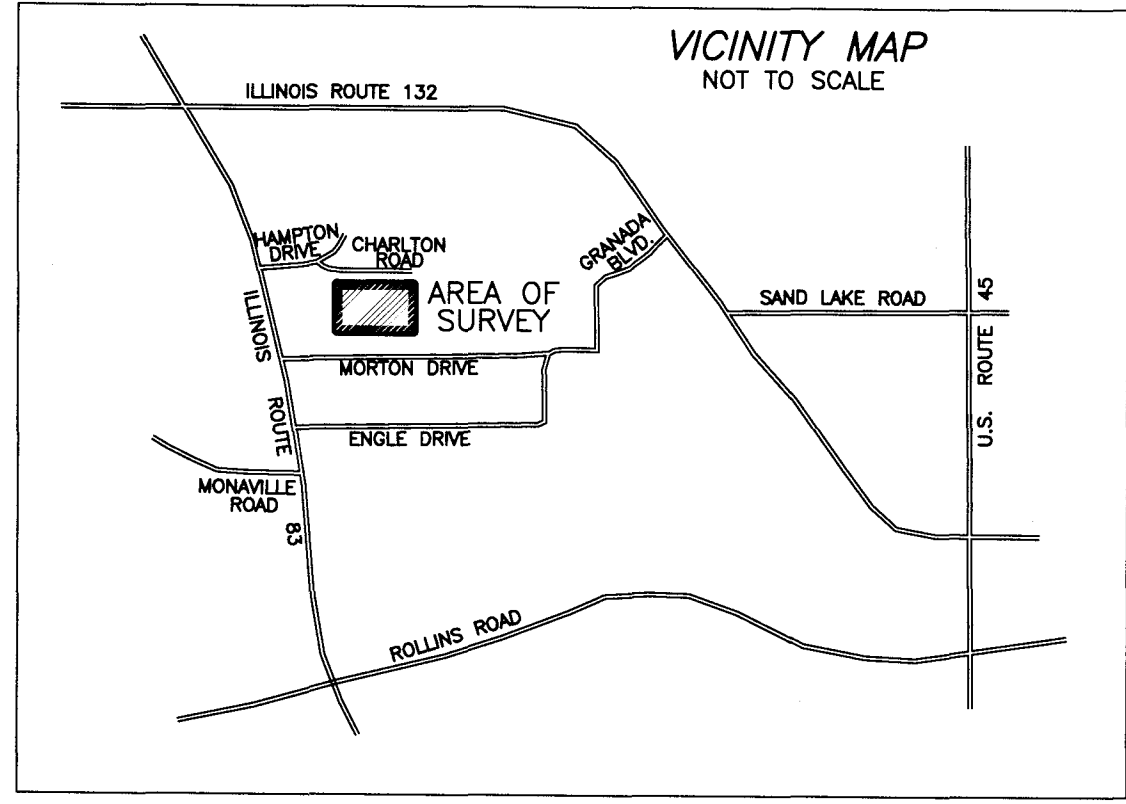 VICINITY MAP
NOT TO SCALE
ILLINOIS ROUTE 132
HAMPTON
DRIVE
CHARLTON
ROAD
GRANADA
BLVD.
AREA OF
SURVEY
SAND LAKE ROAD
U.S. ROUTE 45
ILLINOIS ROUTE 83
MORTON DRIVE
ENGLE DRIVE
MONAVILLE
ROAD
ROLLINS ROAD